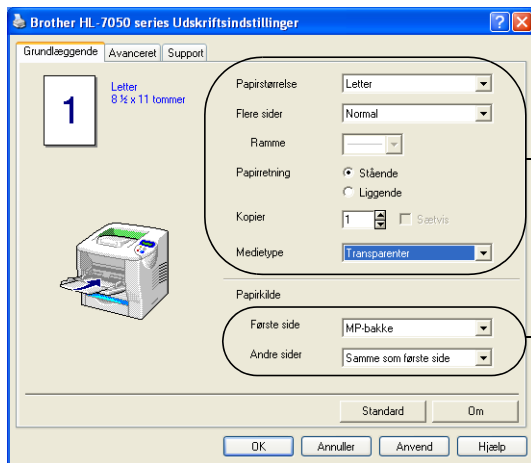 Brother HL-7050 series Udskriftsindstillinger
Grundlæggende Avanceret Support
1
Letter
8 ½ x 11 tommer
Papirstørrelse Letter
Flere sider Normal
Ramme
Papirretning Stående
Liggende
Kopier 1 Sætvis
Medietype Transparenter
Papirkilde
Første side MP-bakke
Andre sider Samme som første side
Standard Om
OK Annuller Anvend Hjælp